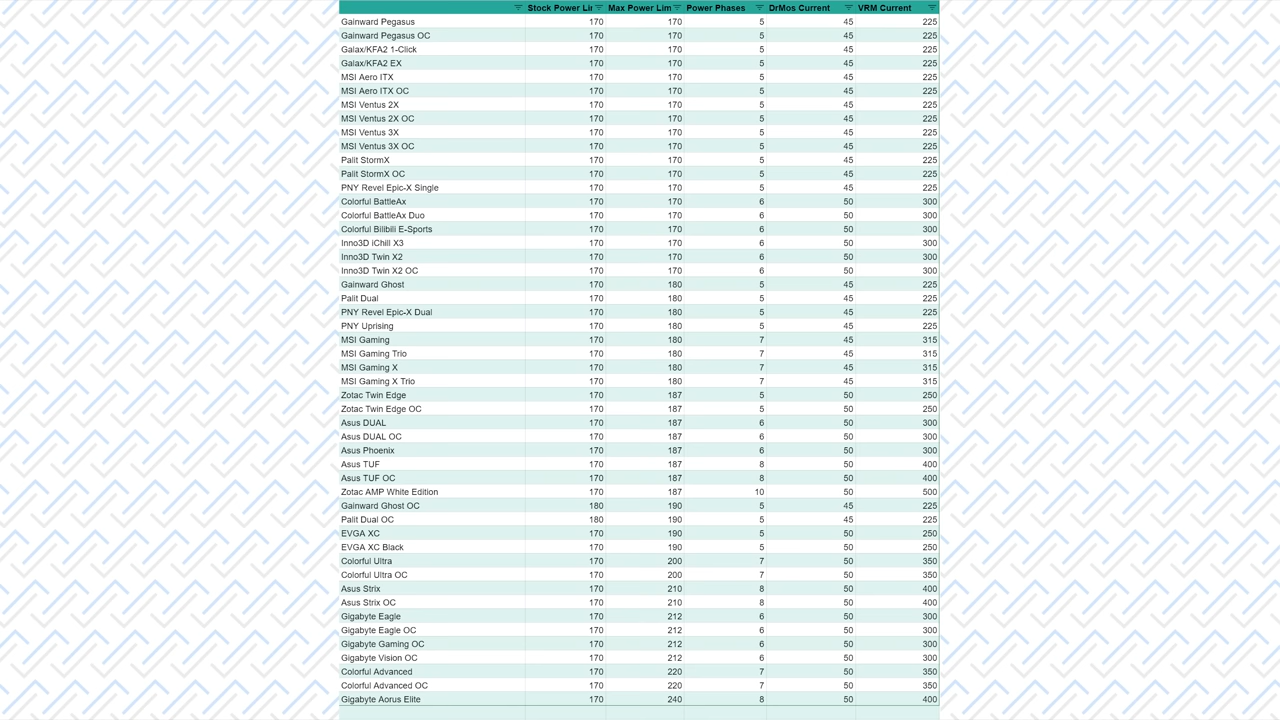 Stock Power Lir Max Power Lim Power Phases DrMos Current VRM Current
Gainward Pegasus 170 170 5 45 225
Gainward Pegasus OC 170 170 5 45 225
Galax/KFA2 1-Click 170 170 5 45 225
Galax/KFA2 EX 170 170 5 45 225
MSI Aero ITX 170 170 5 45 225
MSI Aero ITX OC 170 170 5 45 225
MSI Ventus 2X 170 170 5 45 225
MSI Ventus 2X OC 170 170 5 45 225
MSI Ventus 3X 170 170 5 45 225
MSI Ventus 3X OC 170 170 5 45 225
Palit StormX 170 170 5 45 225
Palit StormX OC 170 170 5 45 225
PNY Revel Epic-X Single 170 170 5 45 225
Colorful BattleAx 170 170 6 50 300
Colorful BattleAx Duo 170 170 6 50 300
Colorful Bilibili E-Sports 170 170 6 50 300
Inno3D iChill X3 170 170 6 50 300
Inno3D Twin X2 170 170 6 50 300
Inno3D Twin X2 OC 170 170 6 50 300
Gainward Ghost 170 180 5 45 225
Palit Dual 170 180 5 45 225
PNY Revel Epic-X Dual 170 180 5 45 225
PNY Uprising 170 180 5 45 225
MSI Gaming 170 180 7 45 315
MSI Gaming Trio 170 180 7 45 315
MSI Gaming X 170 180 7 45 315
MSI Gaming X Trio 170 180 7 45 315
Zotac Twin Edge 170 187 5 50 250
Zotac Twin Edge OC 170 187 5 50 250
Asus DUAL 170 187 6 50 300
Asus DUAL OC 170 187 6 50 300
Asus Phoenix 170 187 6 50 300
Asus TUF 170 187 8 50 400
Asus TUF OC 170 187 8 50 400
Zotac AMP White Edition 170 187 10 50 500
Gainward Ghost OC 180 190 5 45 225
Palit Dual OC 180 190 5 45 225
EVGA XC 170 190 5 50 250
EVGA XC Black 170 190 5 50 250
Colorful Ultra 170 200 7 50 350
Colorful Ultra OC 170 200 7 50 350
Asus Strix 170 210 8 50 400
Asus Strix OC 170 210 8 50 400
Gigabyte Eagle 170 212 6 50 300
Gigabyte Eagle OC 170 212 6 50 300
Gigabyte Gaming OC 170 212 6 50 300
Gigabyte Vision OC 170 212 6 50 300
Colorful Advanced 170 220 7 50 350
Colorful Advanced OC 170 220 7 50 350
Gigabyte Aorus Elite 170 240 8 50 400